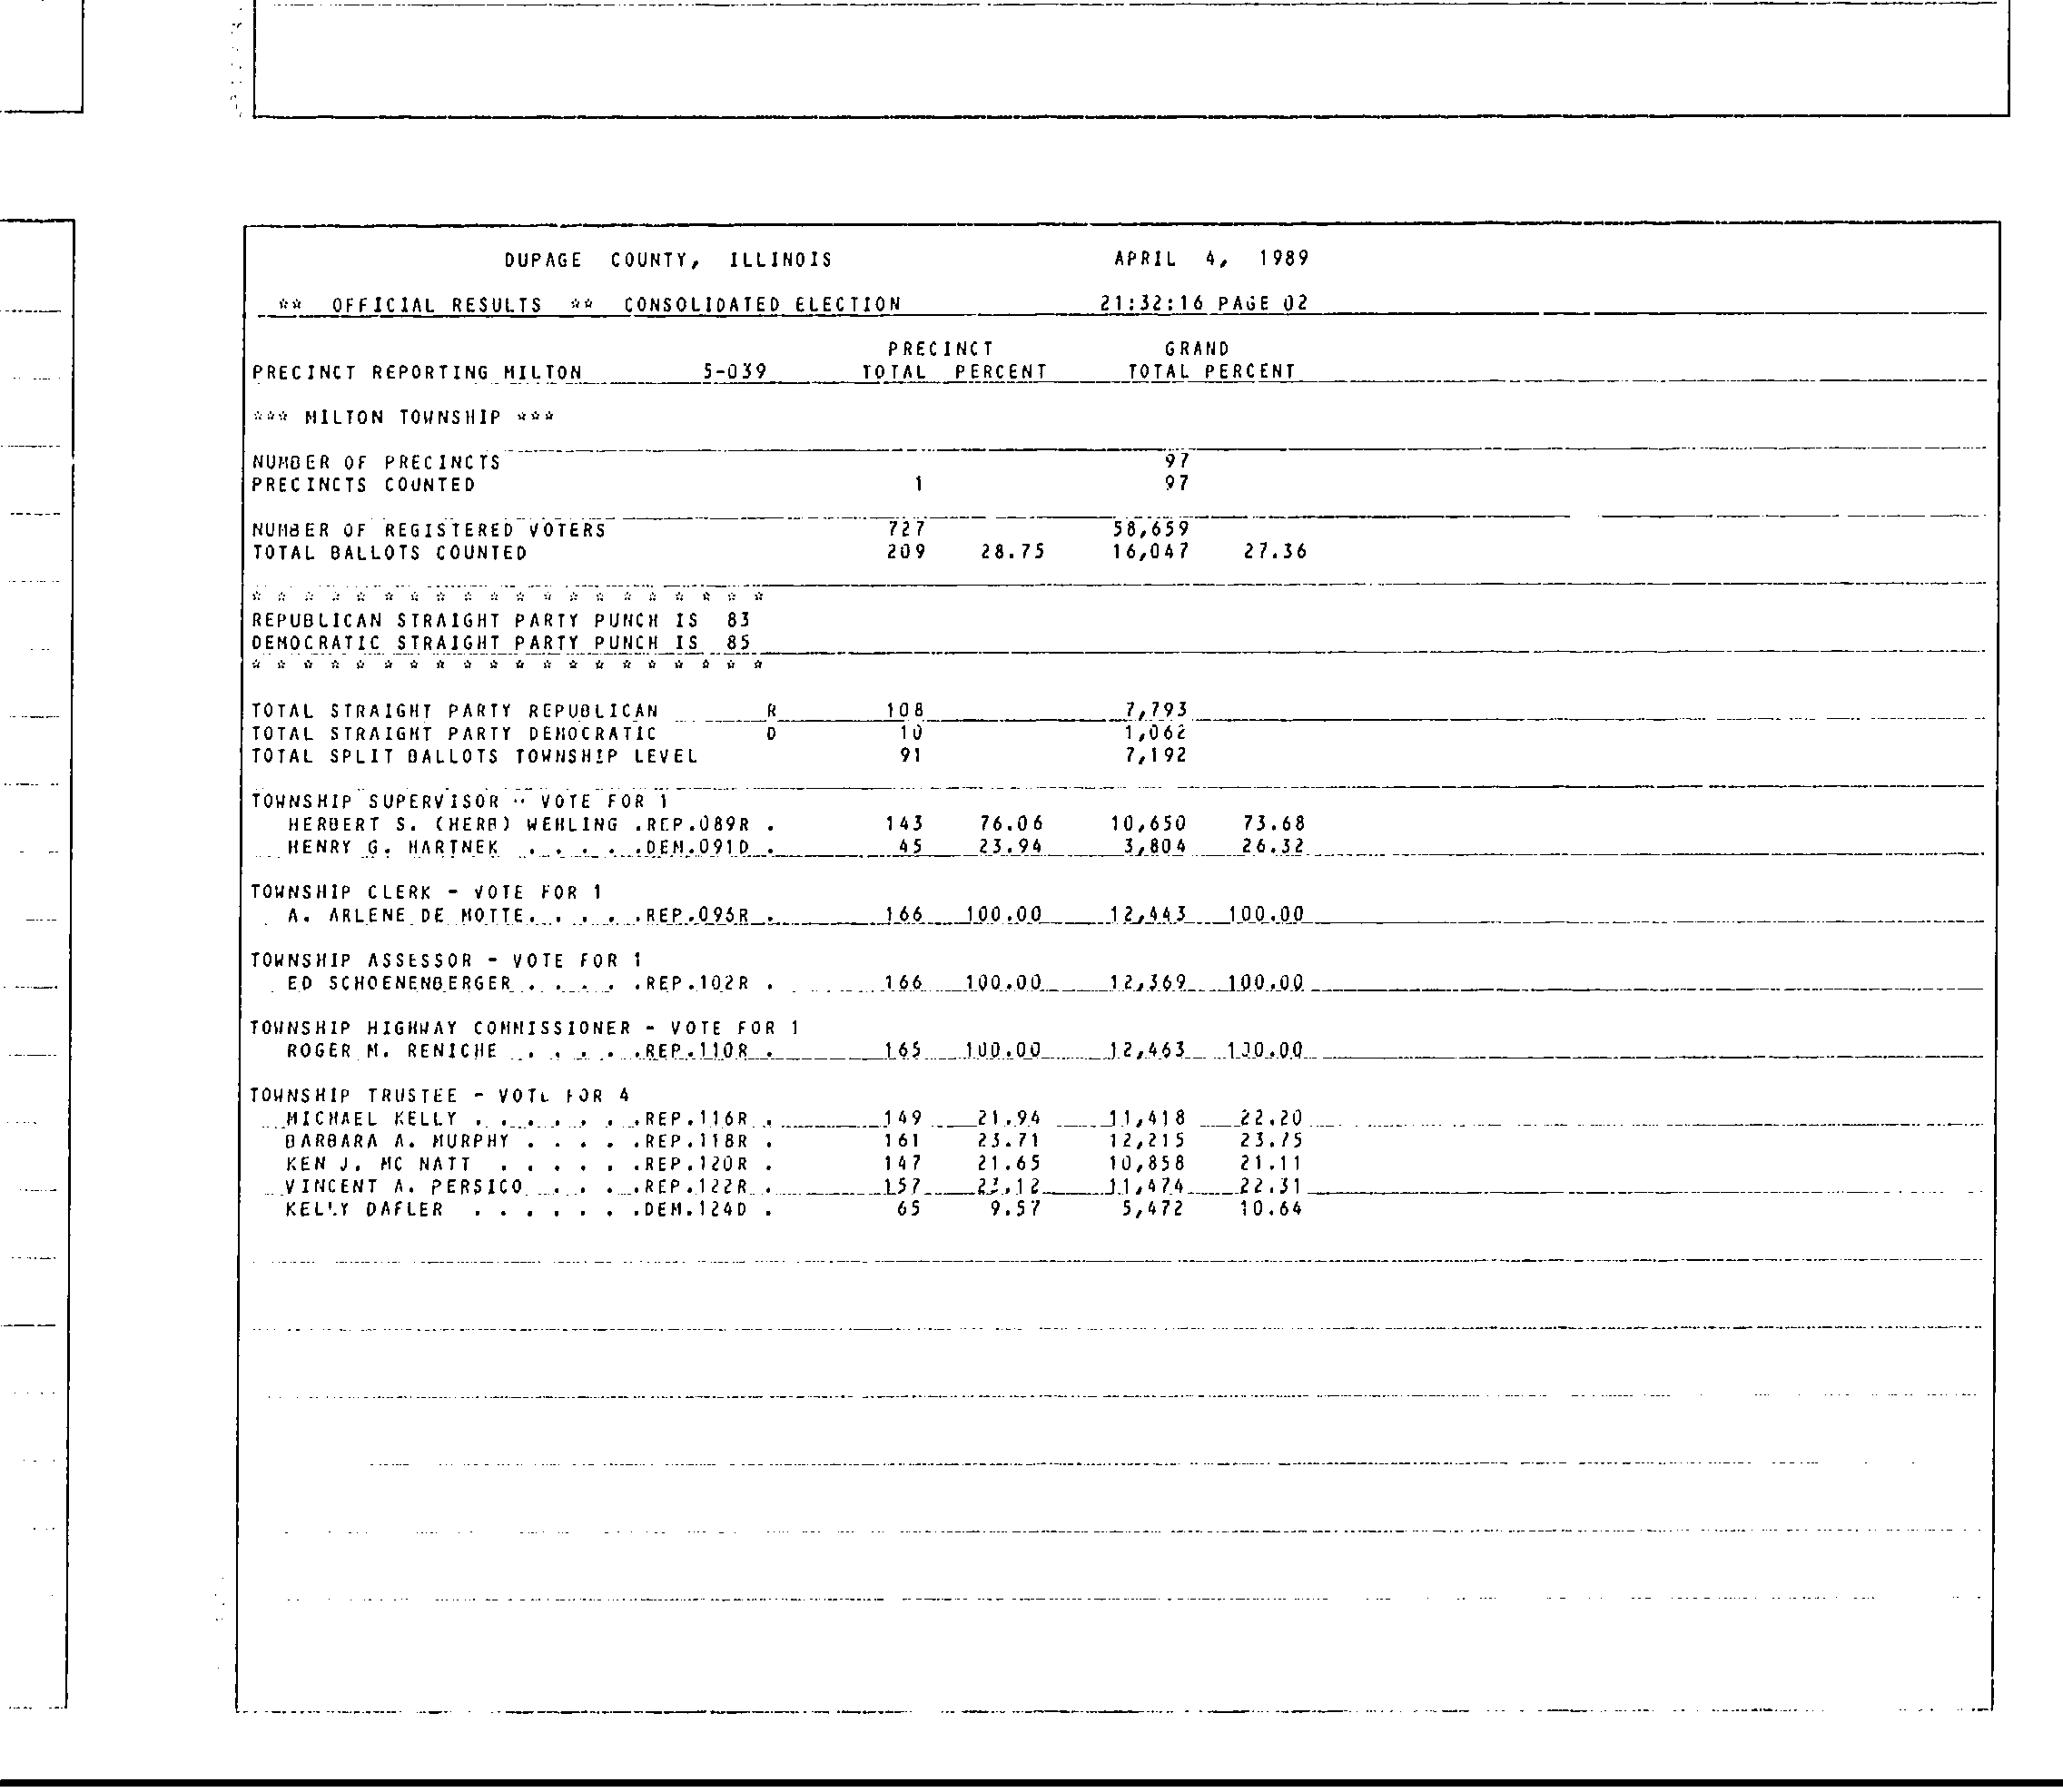 DUPAGE COUNTY, ILLINOIS APRIL 4, 1989
** OFFICIAL RESULTS ** CONSOLIDATED ELECTION 21:32:16 PAGE 02
PRECINCT GRAND
PRECINCT REPORTING MILTON 5-039 TOTAL PERCENT TOTAL PERCENT
*** MILTON TOWNSHIP ***
NUMBER OF PRECINCTS 97
PRECINCTS COUNTED 1 97
NUMBER OF REGISTERED VOTERS 727 58,659
TOTAL BALLOTS COUNTED 209 28.75 16,047 27.36
* * * * * * * * * * * * * * * * * * * *
REPUBLICAN STRAIGHT PARTY PUNCH IS 83
DEMOCRATIC STRAIGHT PARTY PUNCH IS 85
* * * * * * * * * * * * * * * * * * * *
TOTAL STRAIGHT PARTY REPUBLICAN R 108 7,793
TOTAL STRAIGHT PARTY DEMOCRATIC D 10 1,062
TOTAL SPLIT BALLOTS TOWNSHIP LEVEL 91 7,192
TOWNSHIP SUPERVISOR - VOTE FOR 1
HERBERT S. (HERB) WEHLING .REP.089R . 143 76.06 10,650 73.68
HENRY G. HARTNEK . . . . .DEM.091D . 45 23.94 3,804 26.32
TOWNSHIP CLERK - VOTE FOR 1
A. ARLENE DE MOTTE. . . . .REP.095R . 166 100.00 12,443 100.00
TOWNSHIP ASSESSOR - VOTE FOR 1
ED SCHOENENBERGER . . . . .REP.102R . 166 100.00 12,369 100.00
TOWNSHIP HIGHWAY COMMISSIONER - VOTE FOR 1
ROGER M. RENICHE . . . . .REP.110R . 165 100.00 12,463 100.00
TOWNSHIP TRUSTEE - VOTE FOR 4
MICHAEL KELLY . . . . . . .REP.116R . 149 21.94 11,418 22.20
BARBARA A. MURPHY . . . . .REP.118R . 161 23.71 12,215 23.75
KEN J. MC NATT . . . . . .REP.120R . 147 21.65 10,858 21.11
VINCENT A. PERSICO . . . .REP.122R . 157 23.12 11,474 22.31
KELLY DAFLER . . . . . . .DEM.124D . 65 9.57 5,472 10.64